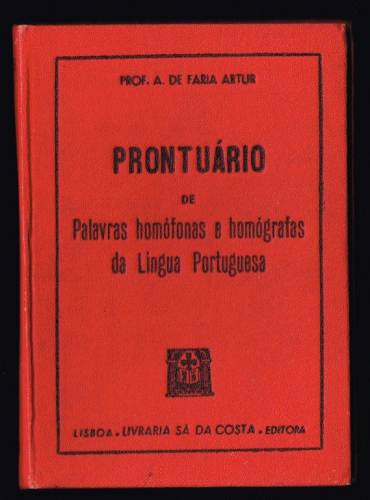 PROF. A. DE FARIA ARTUR
PRONTUÁRIO
DE
Palavras homófonas e homógrafas
da Língua Portuguesa
LISBOA • LIVRARIA SÁ DA COSTA • EDITORA